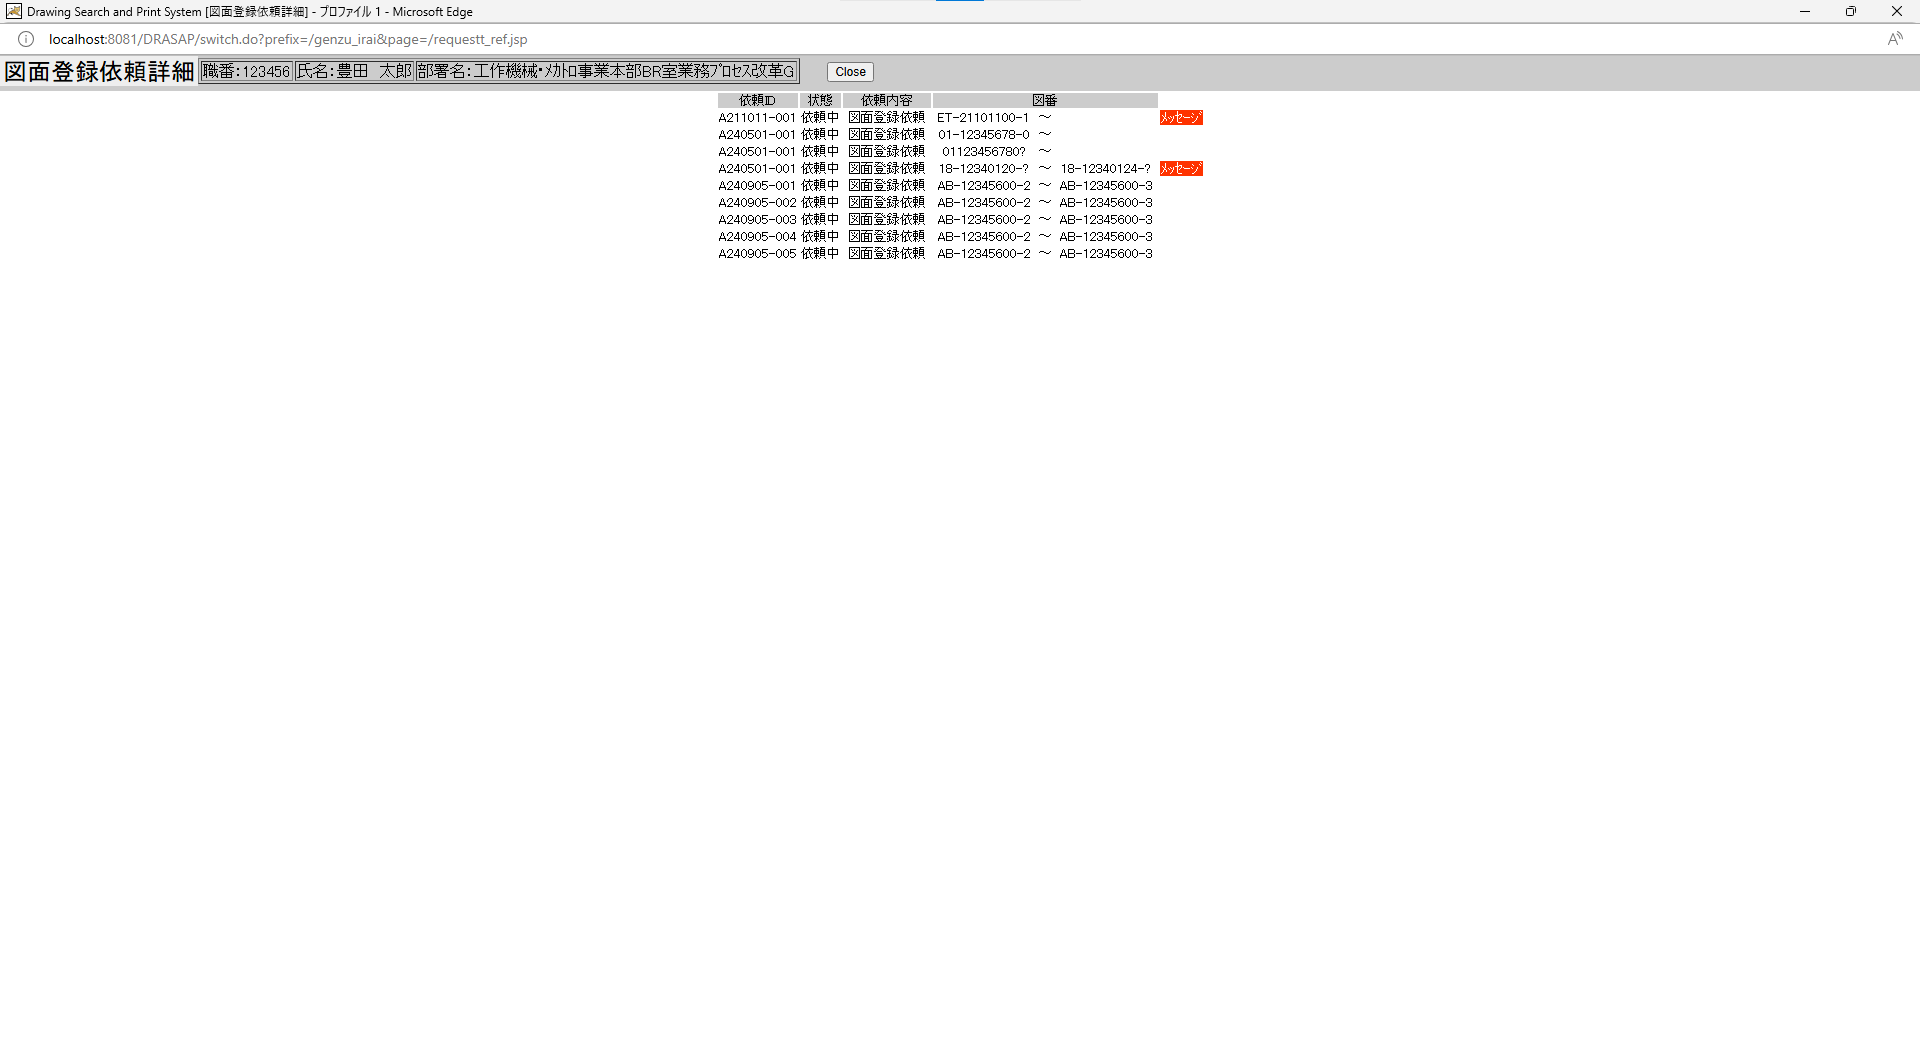 Drawing Search and Print System [図面登録依頼詳細] - プロファイル 1 - Microsoft Edge
localhost:8081/DRASAP/switch.do?prefix=/genzu_irai&page=/requestt_ref.jsp
図面登録依頼詳細 職番:123456 氏名:豊田　太郎 部署名:工作機械・ﾒｶﾄﾛ事業本部BR室業務ﾌﾟﾛｾｽ改革G Close
依頼ID 状態 依頼内容 図番
A211011-001 依頼中 図面登録依頼 ET-21101100-1 ～ ﾒｯｾｰｼﾞ
A240501-001 依頼中 図面登録依頼 01-12345678-0 ～
A240501-001 依頼中 図面登録依頼 01123456780? ～
A240501-001 依頼中 図面登録依頼 18-12340120-? ～ 18-12340124-? ﾒｯｾｰｼﾞ
A240905-001 依頼中 図面登録依頼 AB-12345600-2 ～ AB-12345600-3
A240905-002 依頼中 図面登録依頼 AB-12345600-2 ～ AB-12345600-3
A240905-003 依頼中 図面登録依頼 AB-12345600-2 ～ AB-12345600-3
A240905-004 依頼中 図面登録依頼 AB-12345600-2 ～ AB-12345600-3
A240905-005 依頼中 図面登録依頼 AB-12345600-2 ～ AB-12345600-3